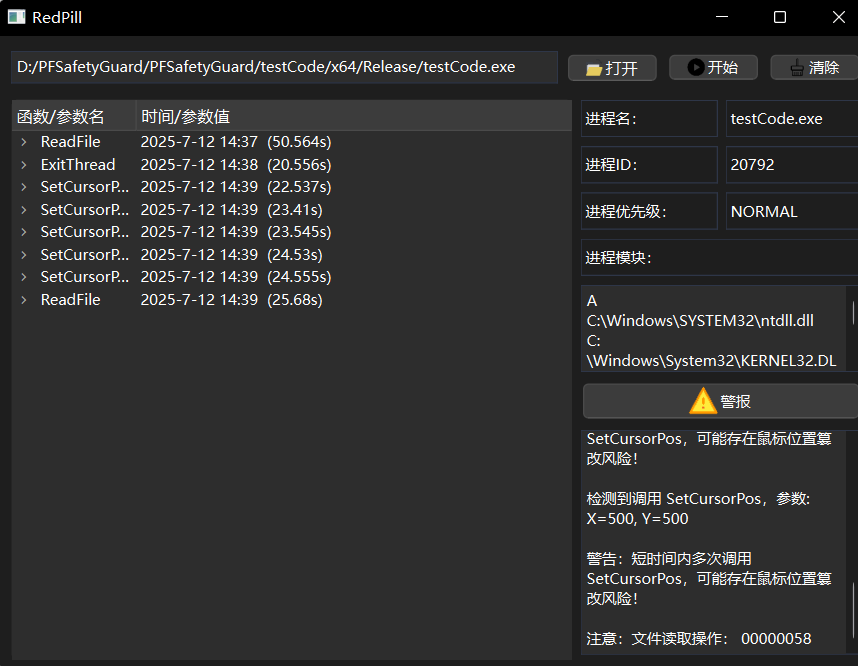 RedPill
D:/PFSafetyGuard/PFSafetyGuard/testCode/x64/Release/testCode.exe
打开
开始
清除
函数/参数名 时间/参数值
ReadFile 2025-7-12 14:37 (50.564s)
ExitThread 2025-7-12 14:38 (20.556s)
SetCursorP... 2025-7-12 14:39 (22.537s)
SetCursorP... 2025-7-12 14:39 (23.41s)
SetCursorP... 2025-7-12 14:39 (23.545s)
SetCursorP... 2025-7-12 14:39 (24.53s)
SetCursorP... 2025-7-12 14:39 (24.555s)
ReadFile 2025-7-12 14:39 (25.68s)
进程名： testCode.exe
进程ID： 20792
进程优先级： NORMAL
进程模块：
A
C:\Windows\SYSTEM32\ntdll.dll
C:
\Windows\System32\KERNEL32.DL
警报
SetCursorPos，可能存在鼠标位置篡
改风险！
检测到调用 SetCursorPos，参数:
X=500, Y=500
警告：短时间内多次调用
SetCursorPos，可能存在鼠标位置篡
改风险！
注意：文件读取操作： 00000058